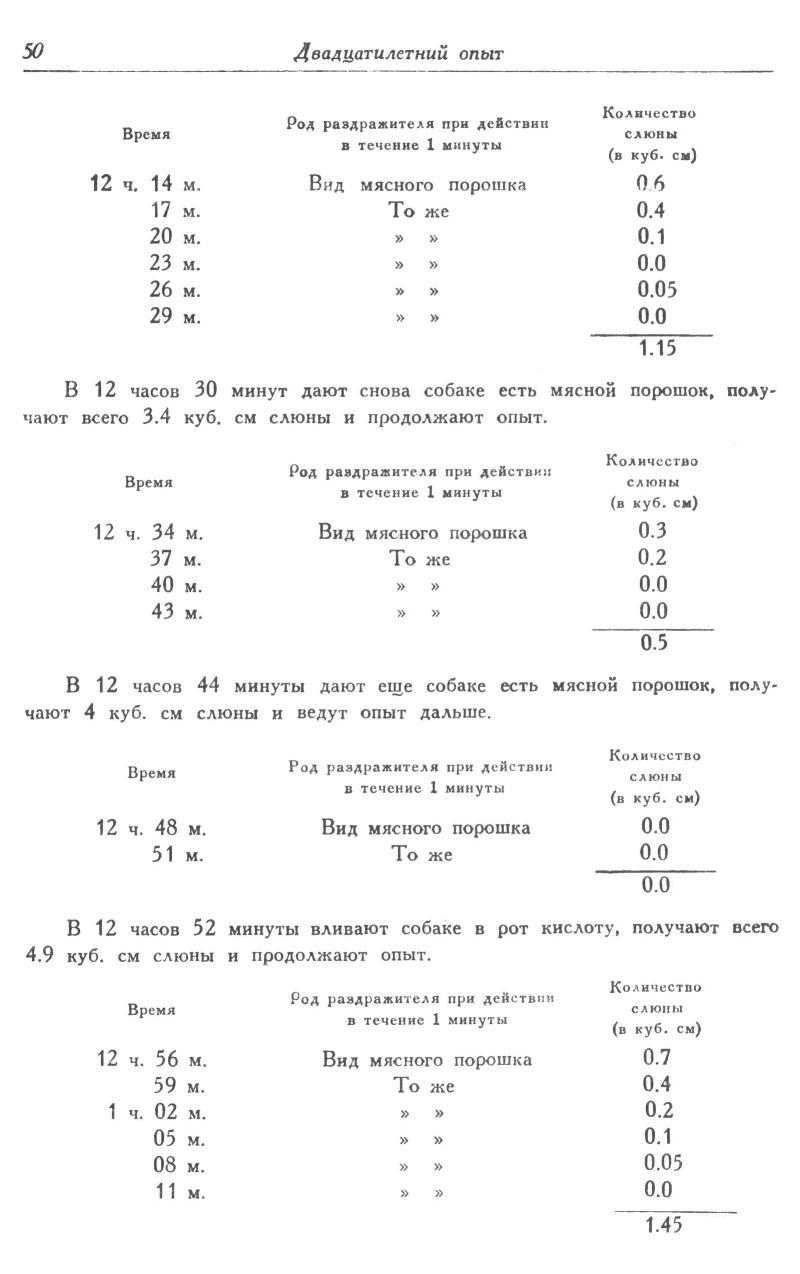 50 Двадцатилетний опыт
Время Род раздражителя при действии в течение 1 минуты Количество слюны (в куб. см)
12 ч. 14 м. Вид мясного порошка 0.6
17 м. То же 0.4
20 м. » » 0.1
23 м. » » 0.0
26 м. » » 0.05
29 м. » » 0.0
1.15
В 12 часов 30 минут дают снова собаке есть мясной порошок, полу-
чают всего 3.4 куб. см слюны и продолжают опыт.
Время Род раздражителя при действии в течение 1 минуты Количество слюны (в куб. см)
12 ч. 34 м. Вид мясного порошка 0.3
37 м. То же 0.2
40 м. » » 0.0
43 м. » » 0.0
0.5
В 12 часов 44 минуты дают еще собаке есть мясной порошок, полу-
чают 4 куб. см слюны и ведут опыт дальше.
Время Род раздражителя при действии в течение 1 минуты Количество слюны (в куб. см)
12 ч. 48 м. Вид мясного порошка 0.0
51 м. То же 0.0
0.0
В 12 часов 52 минуты вливают собаке в рот кислоту, получают всего
4.9 куб. см слюны и продолжают опыт.
Время Род раздражителя при действии в течение 1 минуты Количество слюны (в куб. см)
12 ч. 56 м. Вид мясного порошка 0.7
59 м. То же 0.4
1 ч. 02 м. » » 0.2
05 м. » » 0.1
08 м. » » 0.05
11 м. » » 0.0
1.45